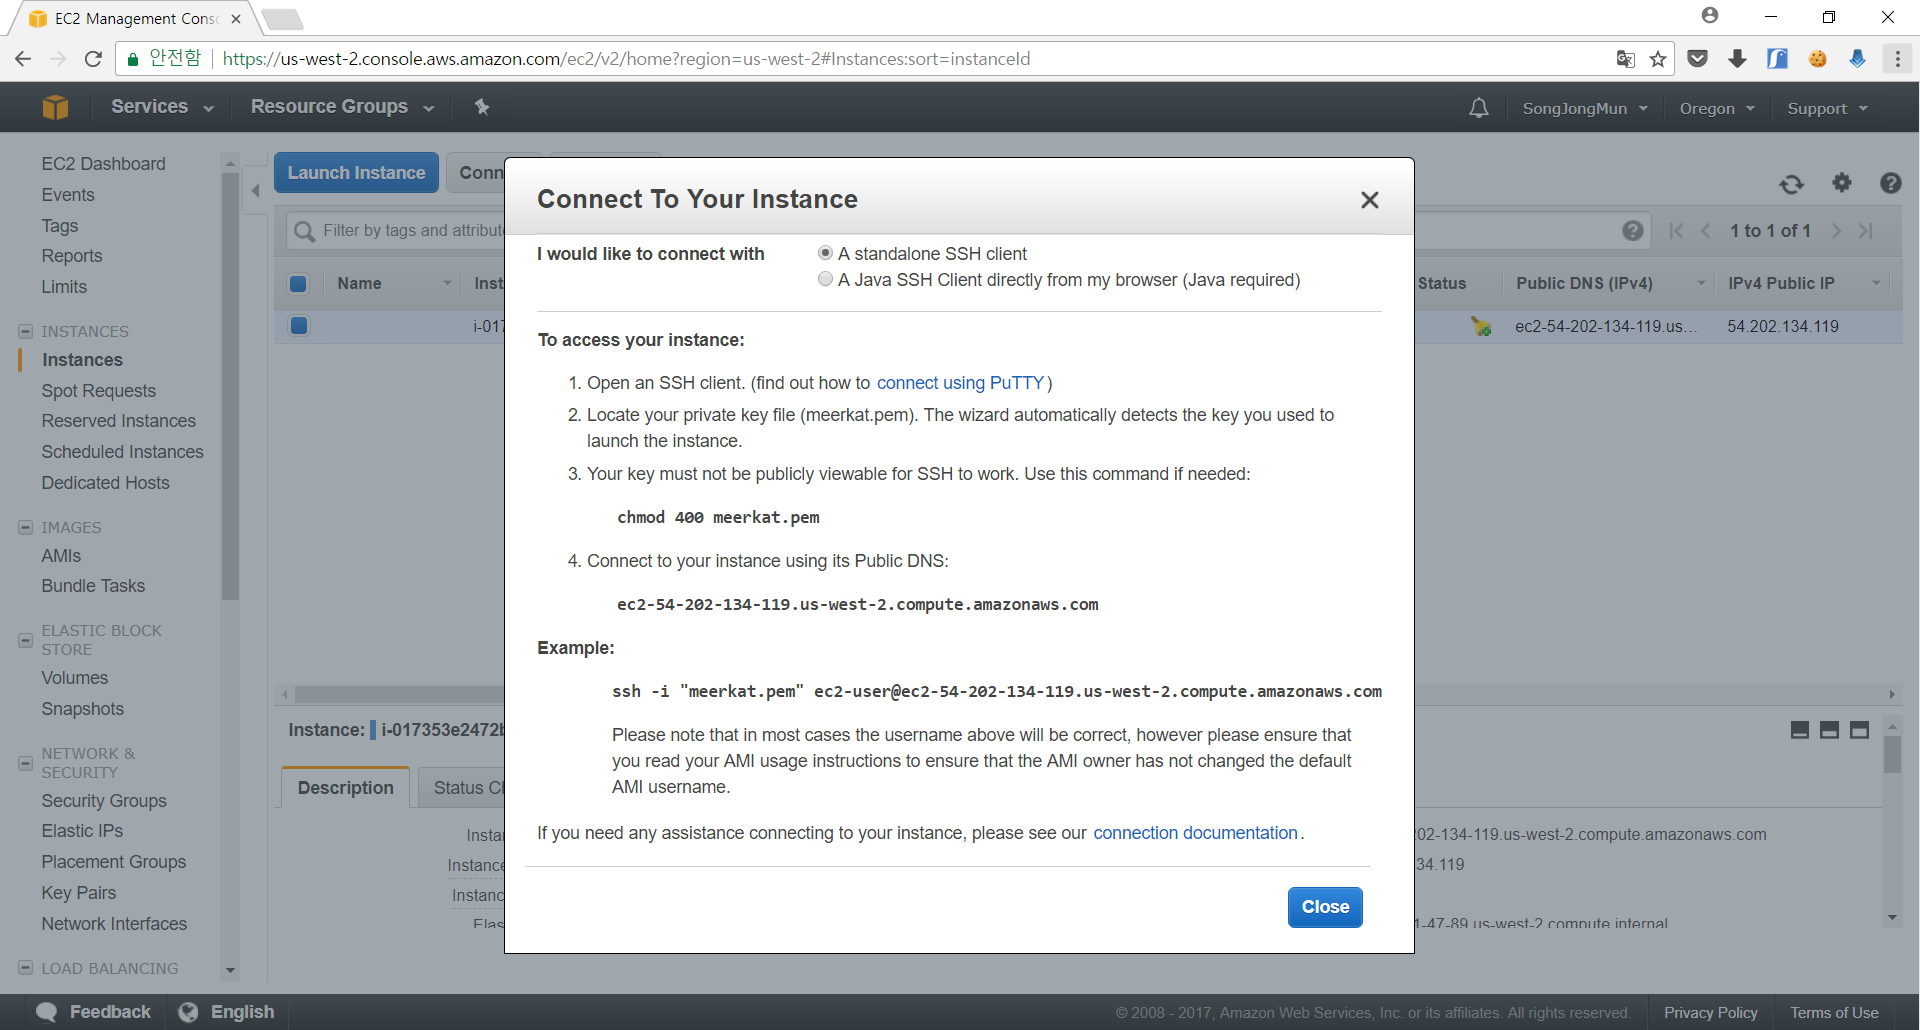 EC2 Management Conso
안전함
https://us-west-2.console.aws.amazon.com/ec2/v2/home?region=us-west-2#Instances:sort=instanceId
Services
Resource Groups
SongJongMun
Oregon
Support
EC2 Dashboard
Events
Tags
Reports
Limits
INSTANCES
Instances
Spot Requests
Reserved Instances
Scheduled Instances
Dedicated Hosts
IMAGES
AMIs
Bundle Tasks
ELASTIC BLOCK
STORE
Volumes
Snapshots
NETWORK &
SECURITY
Security Groups
Elastic IPs
Placement Groups
Key Pairs
Network Interfaces
LOAD BALANCING
Launch Instance
Conn
Filter by tags and attribut
1 to 1 of 1
Name
Inst
Status
Public DNS (IPv4)
IPv4 Public IP
i-017
ec2-54-202-134-119.us...
54.202.134.119
Connect To Your Instance
I would like to connect with
A standalone SSH client
A Java SSH Client directly from my browser (Java required)
To access your instance:
1. Open an SSH client. (find out how to connect using PuTTY)
2. Locate your private key file (meerkat.pem). The wizard automatically detects the key you used to
launch the instance.
3. Your key must not be publicly viewable for SSH to work. Use this command if needed:
chmod 400 meerkat.pem
4. Connect to your instance using its Public DNS:
ec2-54-202-134-119.us-west-2.compute.amazonaws.com
Example:
ssh -i "meerkat.pem" ec2-user@ec2-54-202-134-119.us-west-2.compute.amazonaws.com
Please note that in most cases the username above will be correct, however please ensure that
you read your AMI usage instructions to ensure that the AMI owner has not changed the default
AMI username.
If you need any assistance connecting to your instance, please see our connection documentation.
Close
Instance: i-017353e2472b
Description
Status C
Insta
Instance
Instanc
Elas
02-134-119.us-west-2.compute.amazonaws.com
34.119
1-47-89.us-west-2.compute.internal
Feedback
English
© 2008 - 2017, Amazon Web Services, Inc. or its affiliates. All rights reserved.
Privacy Policy
Terms of Use